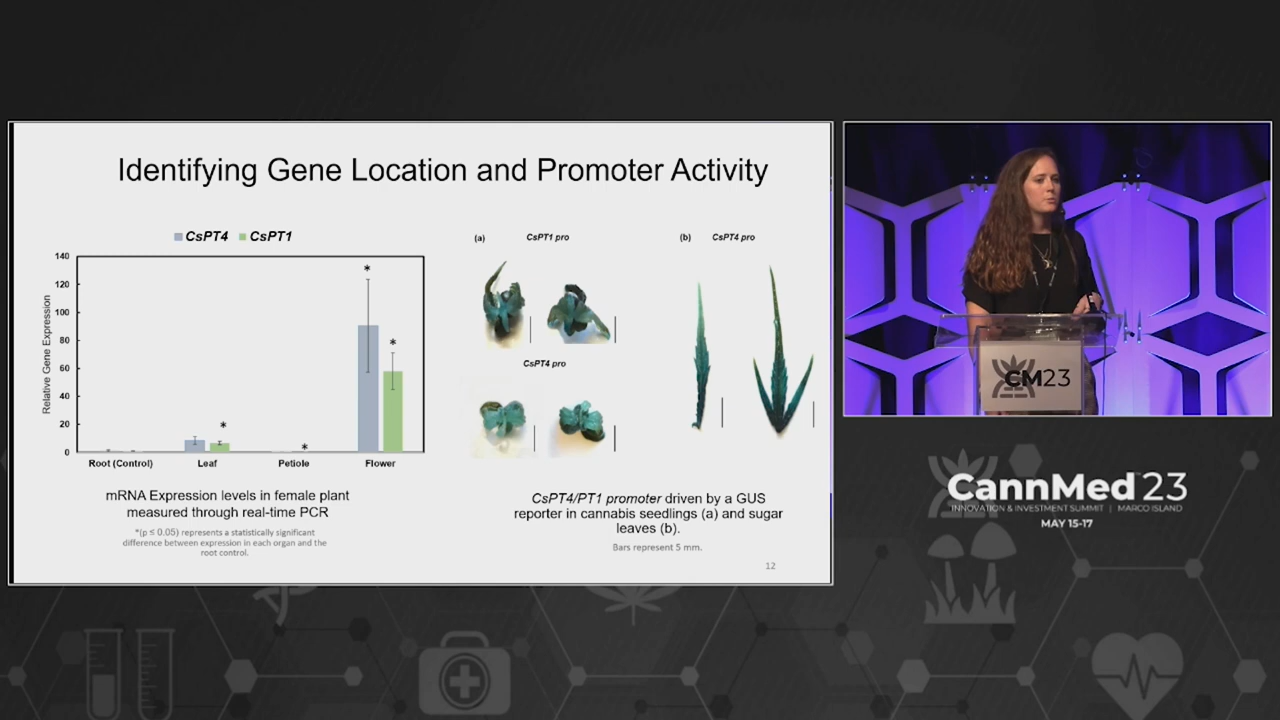 Identifying Gene Location and Promoter Activity
CsPT4 CsPT1
140
120
100
80
60
40
20
0
Relative Gene Expression
*
*
*
*
Root (Control) Leaf Petiole Flower
mRNA Expression levels in female plant
measured through real-time PCR
*(p ≤ 0.05) represents a statistically significant
difference between expression in each organ and the
root control.
(a) CsPT1 pro
CsPT4 pro
(b) CsPT4 pro
CsPT4/PT1 promoter driven by a GUS
reporter in cannabis seedlings (a) and sugar
leaves (b).
Bars represent 5 mm.
12
CM23
CannMed 23
INNOVATION & INVESTMENT SUMMIT | MARCO ISLAND
MAY 15-17